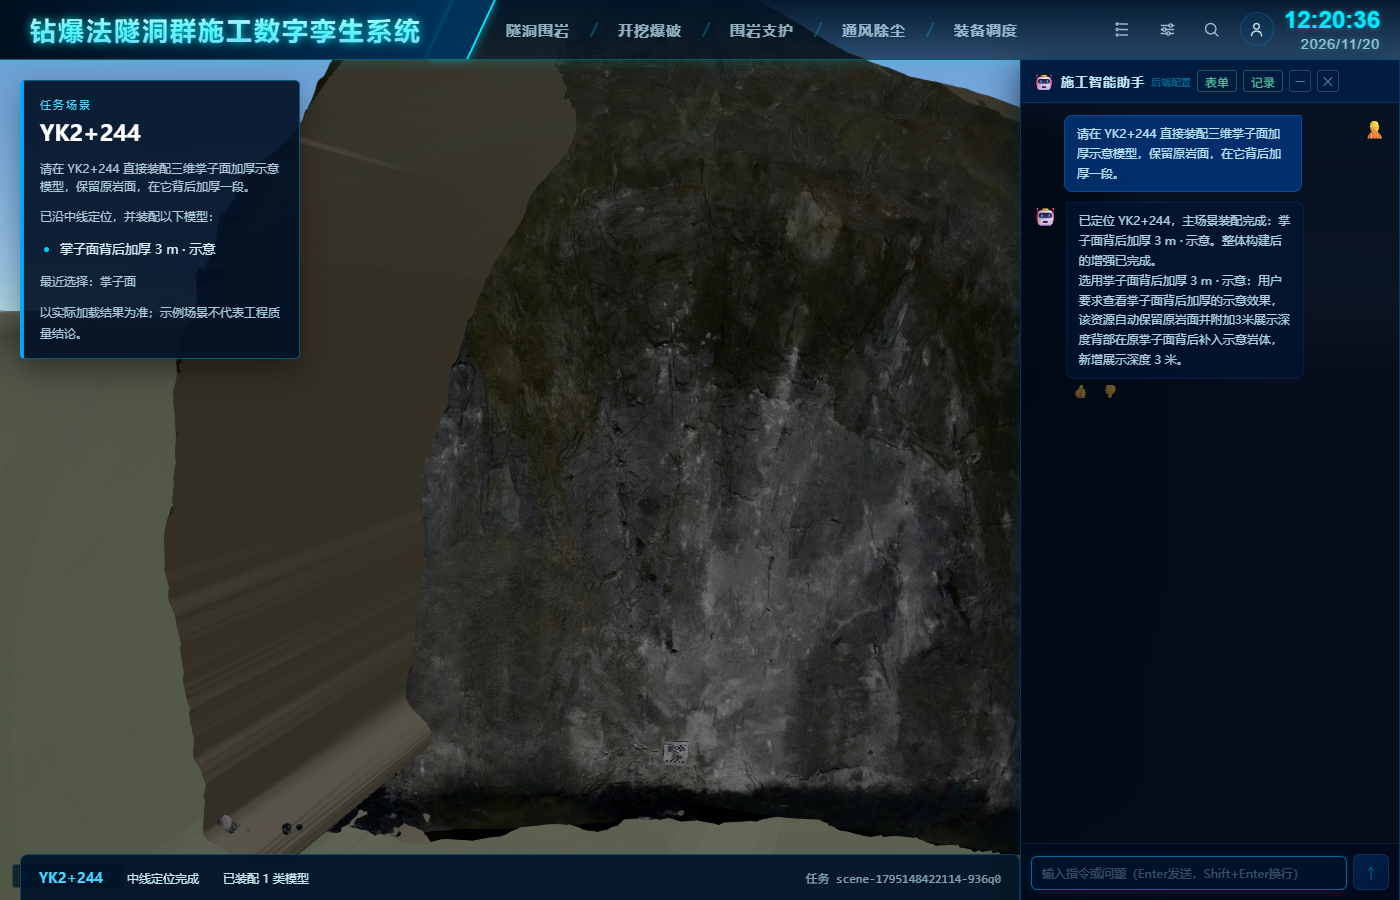 钻爆法隧洞群施工数字孪生系统
隧洞围岩 / 开挖爆破 / 围岩支护 / 通风除尘 / 装备调度
12:20:36
2026/11/20
任务场景
YK2+244
请在 YK2+244 直接装配三维掌子面加厚示意
模型，保留原岩面，在它背后加厚一段。
已沿中线定位，并装配以下模型：
掌子面背后加厚 3 m · 示意
最近选择：掌子面
以实际加载结果为准；示例场景不代表工程质
量结论。
施工智能助手 后端配置 表单 记录
请在 YK2+244 直接装配三维掌子面加
厚示意模型，保留原岩面，在它背后加
厚一段。
已定位 YK2+244，主场景装配完成：掌
子面背后加厚 3 m · 示意。整体构建后
的增强已完成。
选用掌子面背后加厚 3 m · 示意：用户
要求查看掌子面背后加厚的示意效果，
该资源自动保留原岩面并附加3米展示深
度背部在原掌子面背后补入示意岩体，
新增展示深度 3 米。
YK2+244 中线定位完成 已装配 1 类模型
任务 scene-1795148422114-936q0
输入指令或问题（Enter发送，Shift+Enter换行）